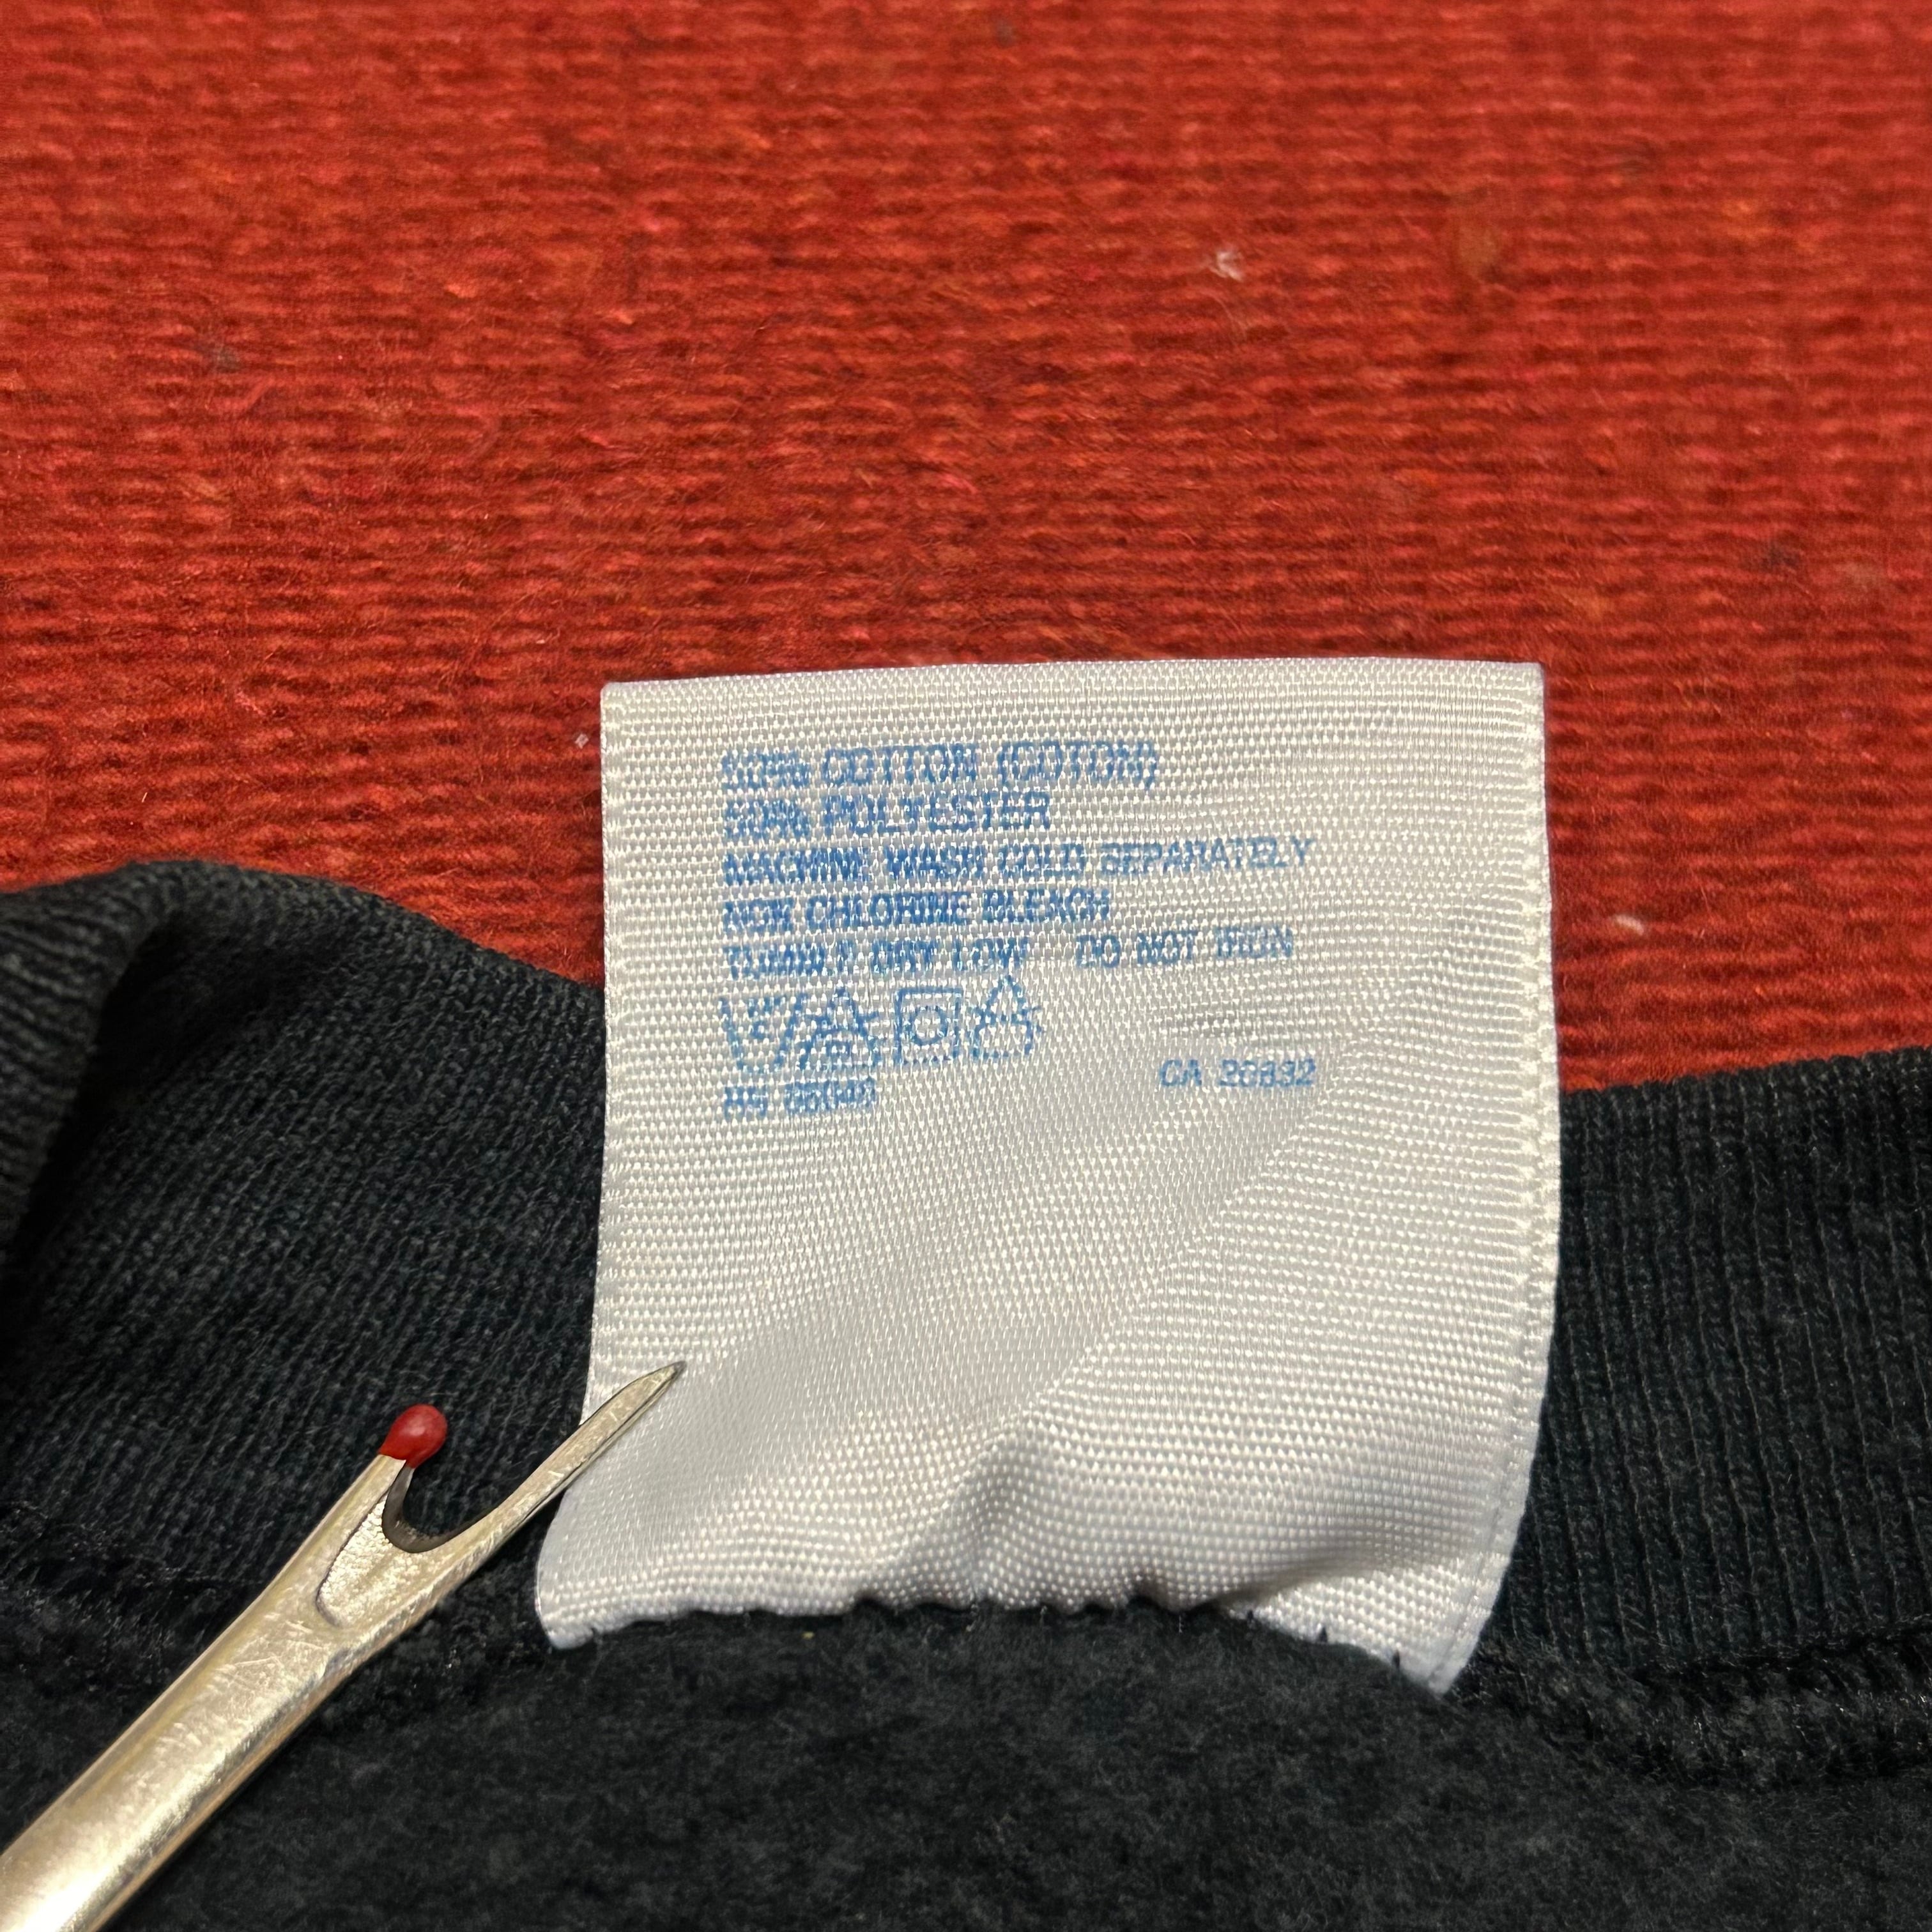 50% COTTON (COTON)
50% POLYESTER
MACHINE WASH COLD SEPARATELY
NON CHLORINE BLEACH
TUMBLE DRY LOW DO NOT IRON
CA